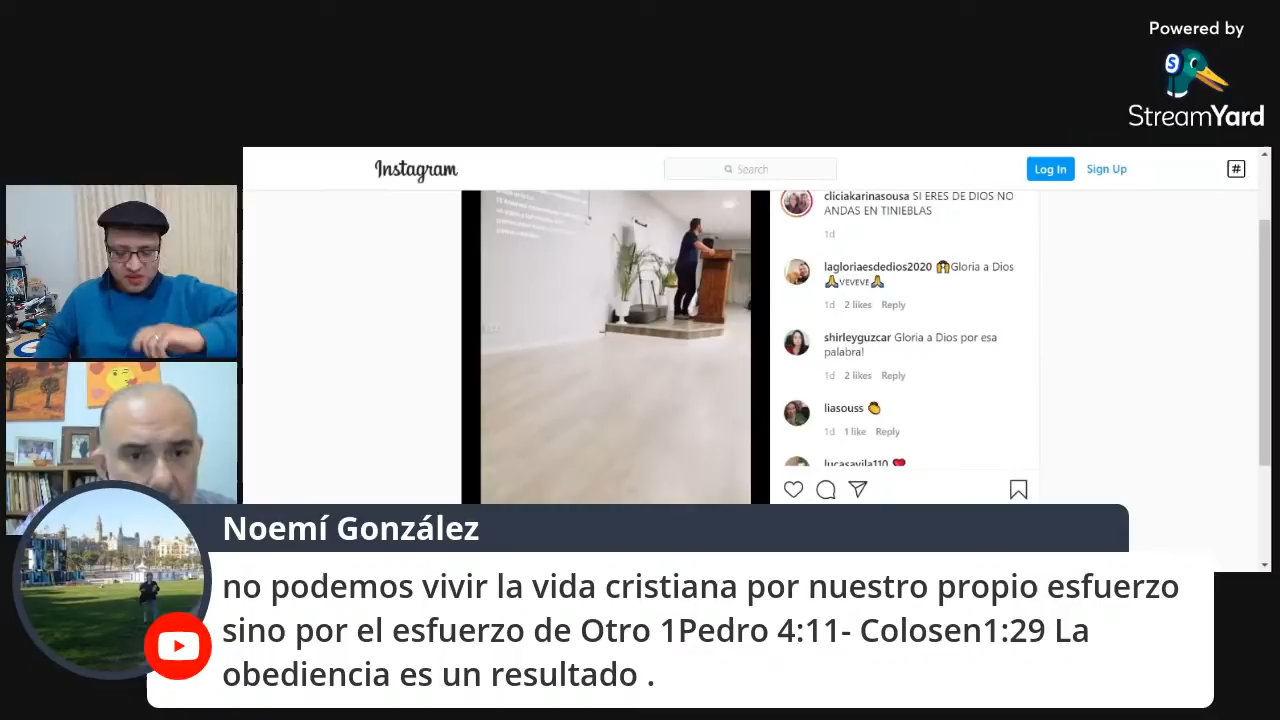 Powered by
S
StreamYard
Instagram
Search
Log In
Sign Up
#
cliciakarinasousa SI ERES DE DIOS NO
ANDAS EN TINIEBLAS
1d
lagloriaesdedios2020 🙌Gloria a Dios
🙏VEVEVE🙏
1d 2 likes Reply
shirleyguzcar Gloria a Dios por esa
palabra!
1d 2 likes Reply
liasouss 👏
1d 1 like Reply
lucasavila110 ❤
Noemí González
no podemos vivir la vida cristiana por nuestro propio esfuerzo
sino por el esfuerzo de Otro 1Pedro 4:11- Colosen1:29 La
obediencia es un resultado .